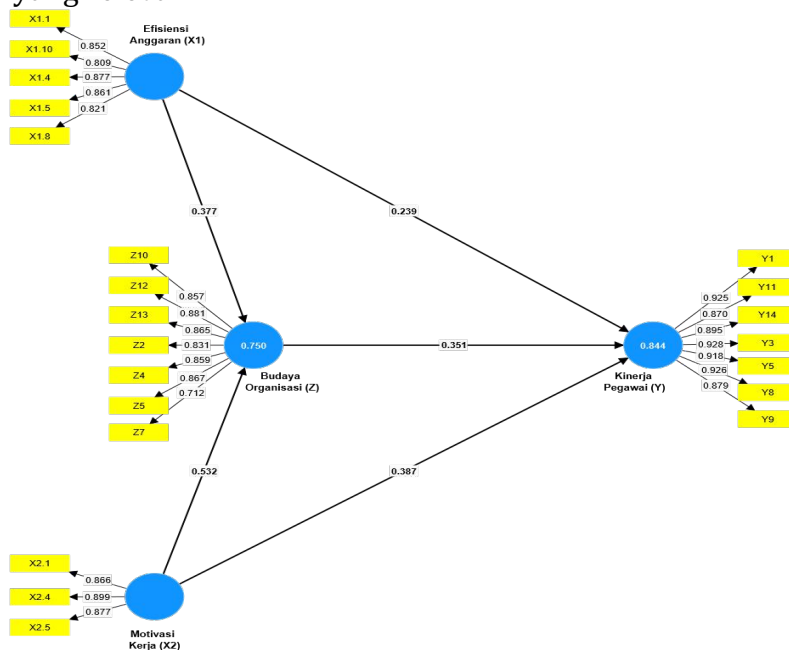 X1.1
X1.10
X1.4
X1.5
X1.8
0.852
0.809
0.877
0.861
0.821
Efisiensi
Anggaran (X1)
0.377
0.239
Z10
Z12
Z13
Z2
Z4
Z5
Z7
0.857
0.881
0.865
0.831
0.859
0.867
0.712
0.750
Budaya
Organisasi (Z)
0.351
0.844
Kinerja
Pegawai (Y)
0.925
0.870
0.895
0.928
0.918
0.926
0.879
Y1
Y11
Y14
Y3
Y5
Y8
Y9
0.532
0.387
X2.1
X2.4
X2.5
0.866
0.899
0.877
Motivasi
Kerja (X2)